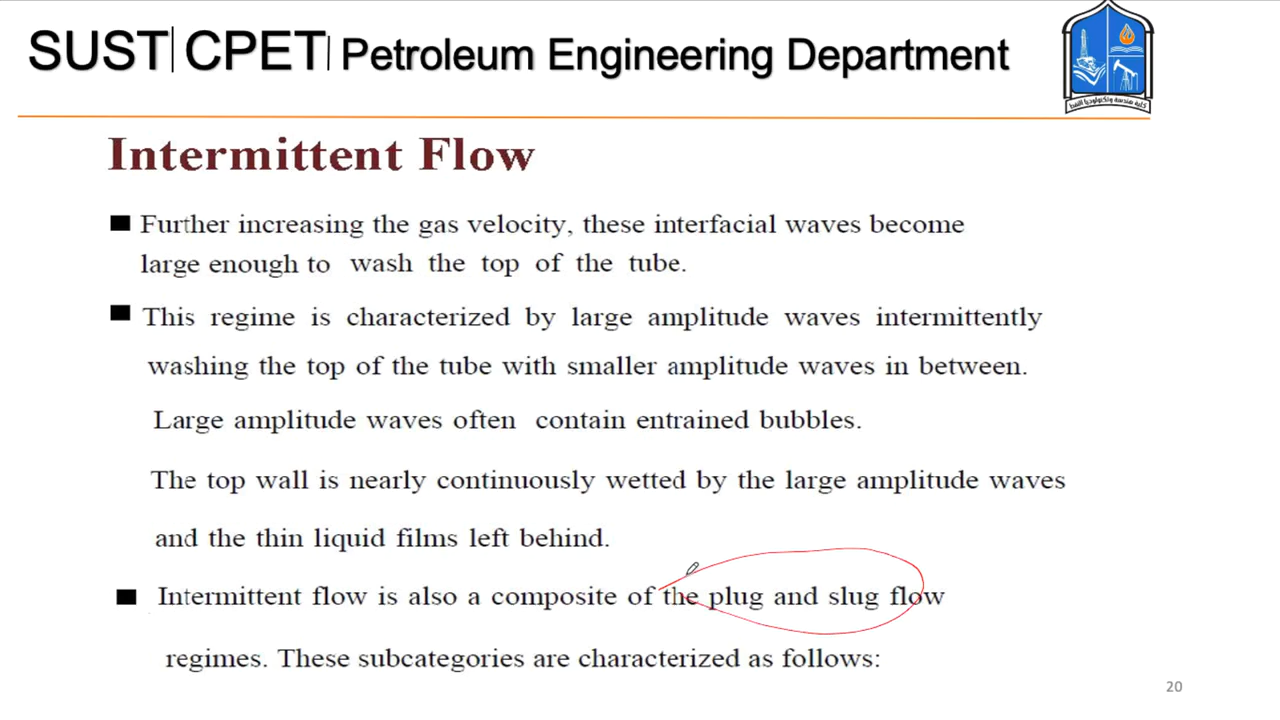 SUST| CPET| Petroleum Engineering Department
كلية هندسة وتكنولوجيا النفط
Intermittent Flow
Further increasing the gas velocity, these interfacial waves become
large enough to wash the top of the tube.
This regime is characterized by large amplitude waves intermittently
washing the top of the tube with smaller amplitude waves in between.
Large amplitude waves often contain entrained bubbles.
The top wall is nearly continuously wetted by the large amplitude waves
and the thin liquid films left behind.
Intermittent flow is also a composite of the plug and slug flow
regimes. These subcategories are characterized as follows:
20